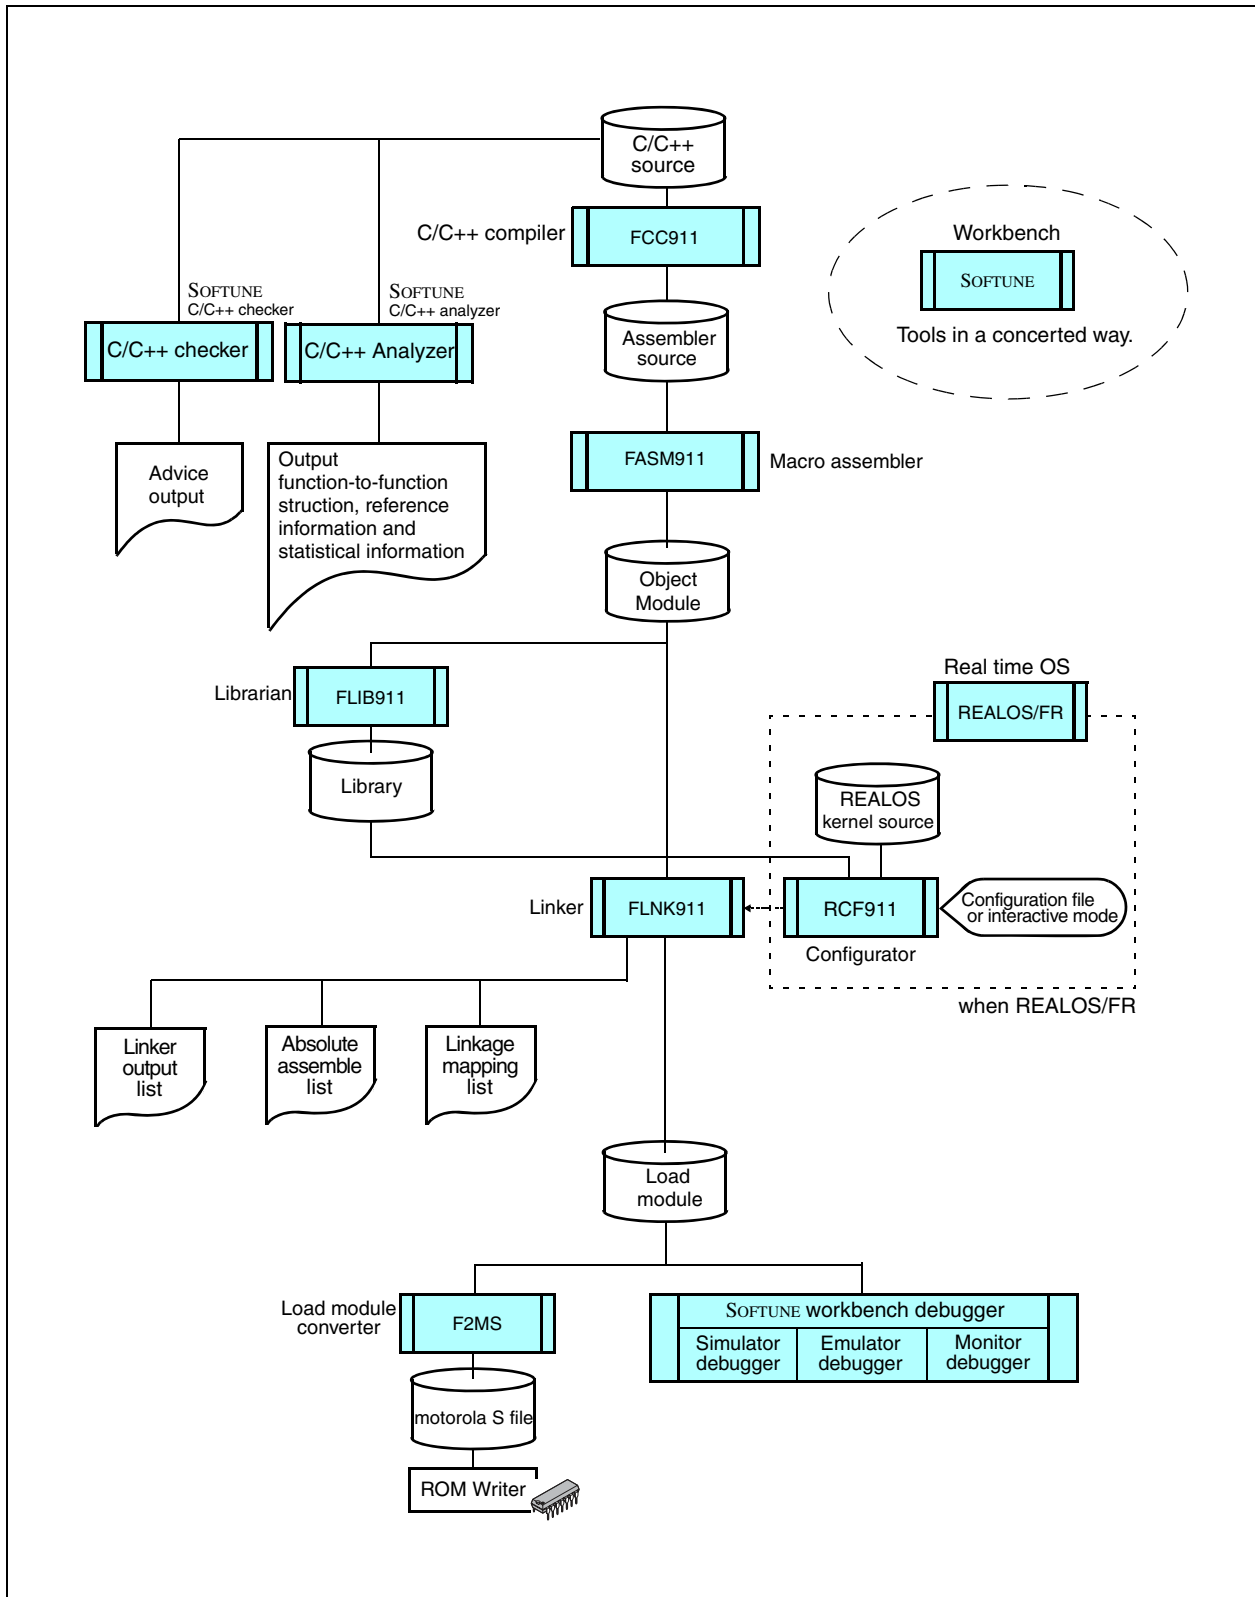 C/C++
source
C/C++ compiler
FCC911
Workbench
SOFTUNE
Tools in a concerted way.
SOFTUNE
C/C++ checker
SOFTUNE
C/C++ analyzer
C/C++ checker
C/C++ Analyzer
Assembler
source
Advice
output
Output
function-to-function
struction, reference
information and
statistical information
FASM911
Macro assembler
Object
Module
Librarian
FLIB911
Library
Real time OS
REALOS/FR
REALOS
kernel source
Linker
FLNK911
RCF911
Configurator
Configuration file
or interactive mode
when REALOS/FR
Linker
output
list
Absolute
assemble
list
Linkage
mapping
list
Load
module
Load module
converter
F2MS
SOFTUNE workbench debugger
Simulator
debugger
Emulator
debugger
Monitor
debugger
motorola S file
ROM Writer